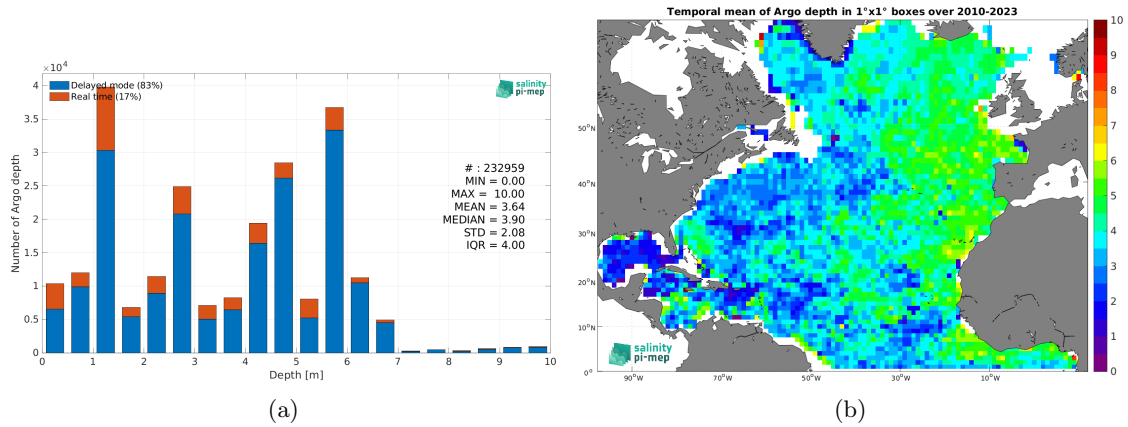 ×10⁴
Delayed mode (83%)
Real time (17%)
salinity
pi-mep
# : 232959
MIN = 0.00
MAX = 10.00
MEAN = 3.64
MEDIAN = 3.90
STD = 2.08
IQR = 4.00
Number of Argo depth
4
3.5
3
2.5
2
1.5
1
0.5
0
0 1 2 3 4 5 6 7 8 9 10
Depth [m]
(a)
Temporal mean of Argo depth in 1°x1° boxes over 2010-2023
50°N
40°N
30°N
20°N
10°N
0°
90°W 70°W 50°W 30°W 10°W
salinity
pi-mep
10
9
8
7
6
5
4
3
2
1
0
(b)